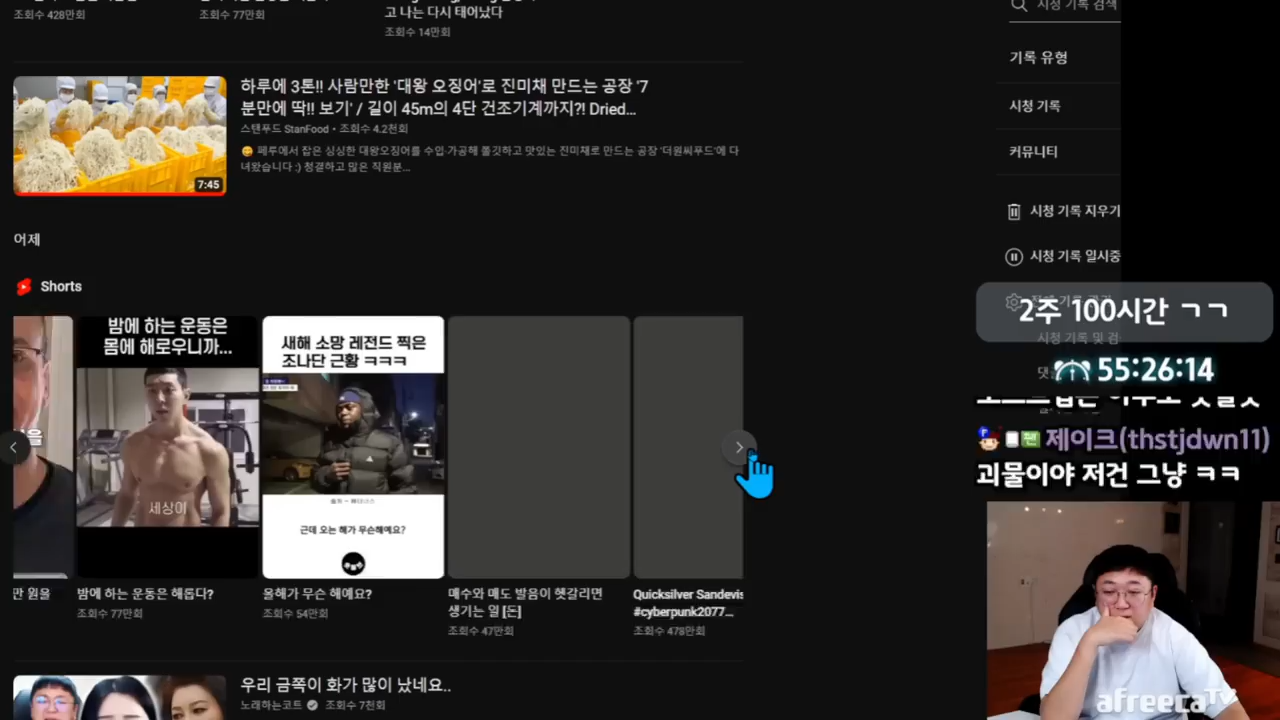 조회수 428만회
조회수 77만회
고 나는 다시 태어났다
조회수 14만회
시청 기록 검색
기록 유형
시청 기록
커뮤니티
시청 기록 지우기
시청 기록 일시중
하루에 3톤!! 사람만한 '대왕 오징어'로 진미채 만드는 공장 '7
분만에 딱!! 보기' / 길이 45m의 4단 건조기계까지?! Dried...
스탠푸드 StanFood • 조회수 4.2천회
😋 페루에서 잡은 싱싱한 대왕오징어를 수입·가공해 쫄깃하고 맛있는 진미채로 만드는 공장 '더원씨푸드'에 다
녀왔습니다 :) 청결하고 많은 직원분...
7:45
어제
Shorts
을
밤에 하는 운동은
몸에 해로우니까...
세상이
새해 소망 레전드 찍은
조나단 근황 ㅋㅋㅋ
근데 오는 해가 무슨해예요?
만 원을
밤에 하는 운동은 해롭다?
조회수 77만회
올해가 무슨 해예요?
조회수 54만회
매수와 매도 발음이 헷갈리면
생기는 일 [돈]
조회수 47만회
Quicksilver Sandevis
#cyberpunk2077...
조회수 478만회
우리 금쪽이 화가 많이 났네요..
노래하는코트 조회수 7천회
2주 100시간 ㄱㄱ
시청 기록 및 검
55:26:14
제이크(thstjdwn11)
괴물이야 저건 그냥 ㅋㅋ
afreecaTV